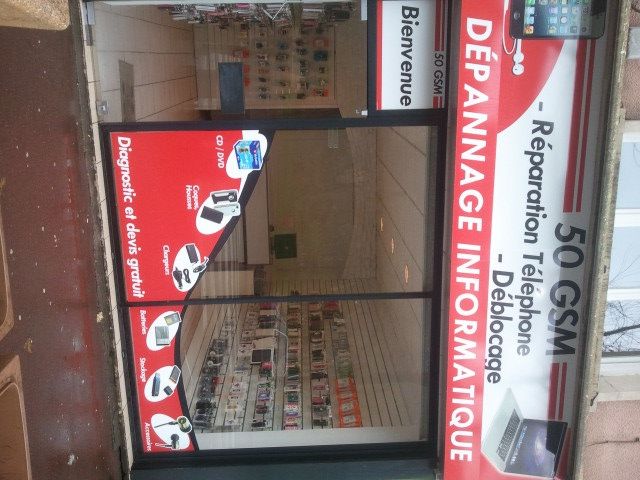 50 GSM
- Réparation Téléphone
- Déblocage
DÉPANNAGE INFORMATIQUE
50 GSM
Bienvenue
CD / DVD
Coques
Housses
Chargeurs
Batteries
Stockage
Accessoires
Diagnostic et devis gratuit